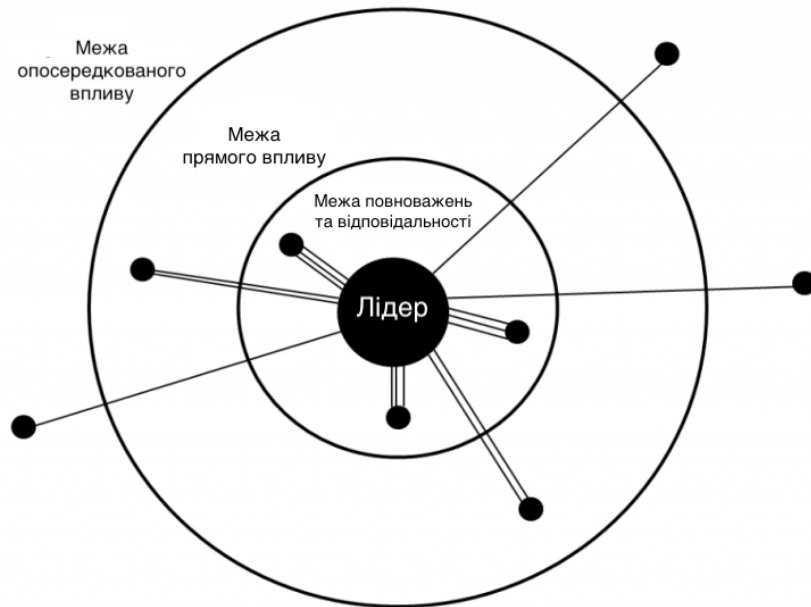 Межа
опосередкованого
впливу
Межа
прямого впливу
Межа повноважень
та відповідальності
Лідер